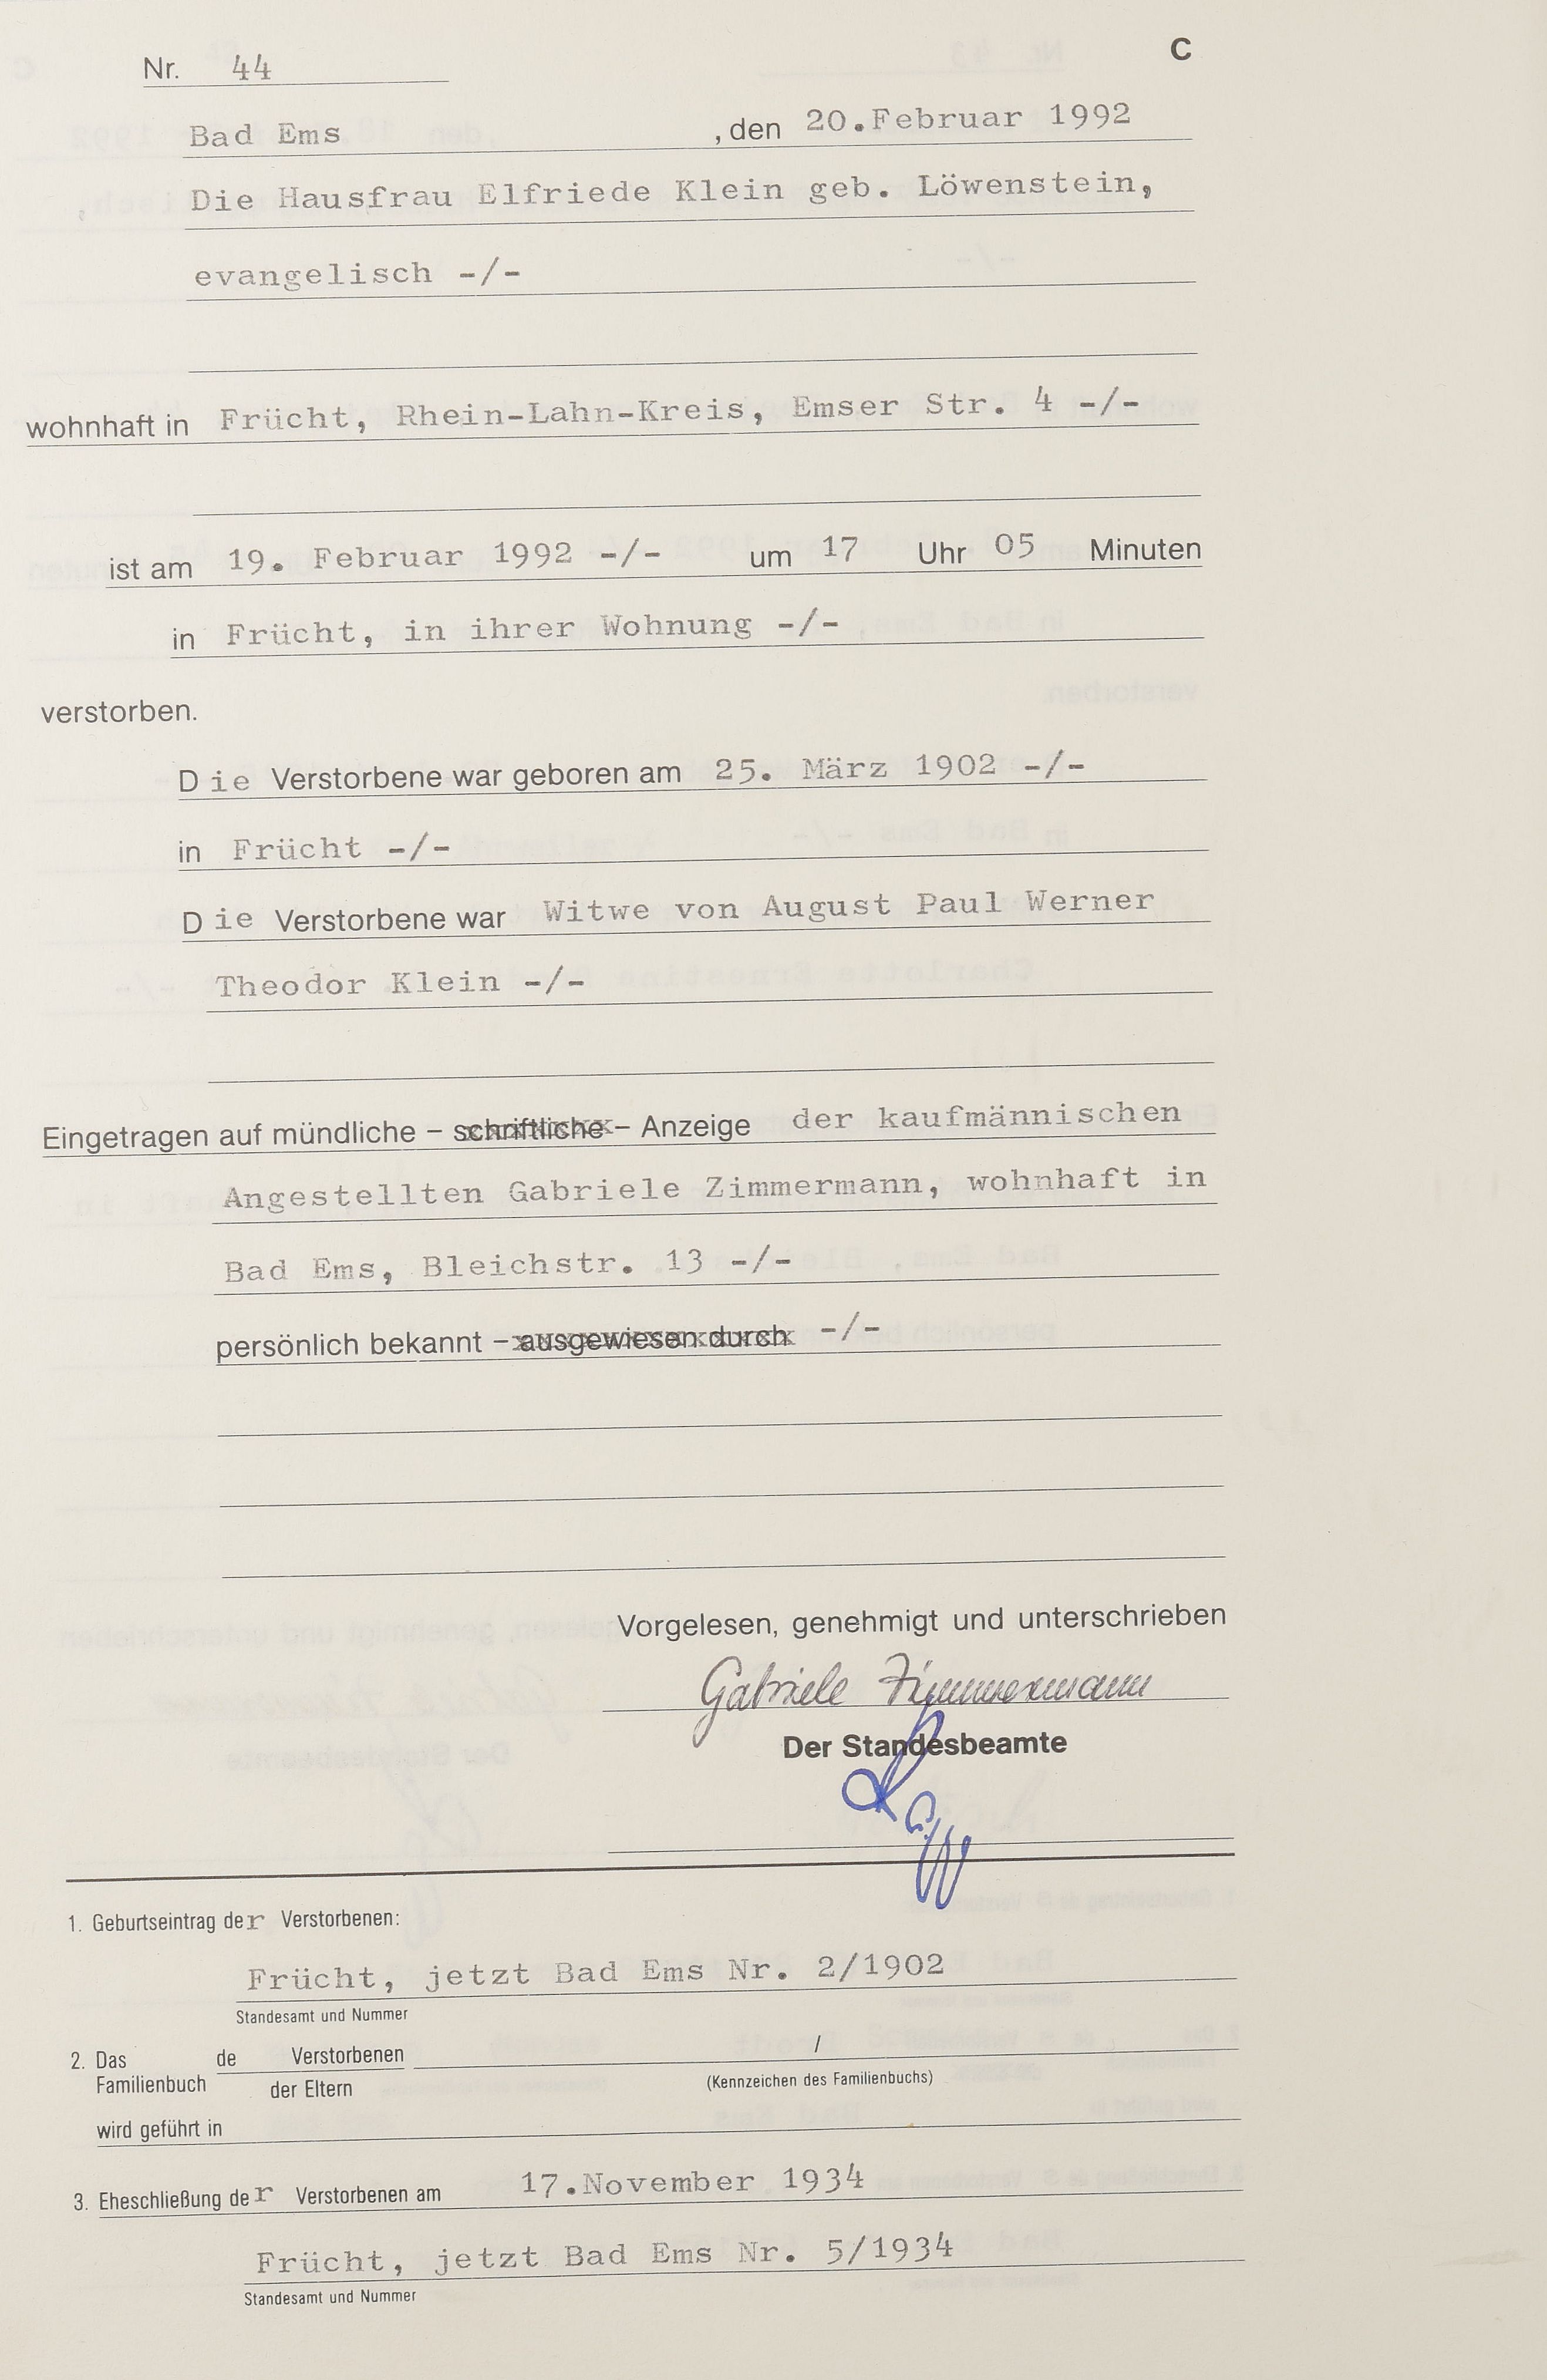 Nr. 44 C
Bad Ems , den 20.Februar 1992
Die Hausfrau Elfriede Klein geb. Löwenstein,
evangelisch -/-
wohnhaft in Frücht, Rhein-Lahn-Kreis, Emser Str. 4 -/-
ist am 19. Februar 1992 -/- um 17 Uhr 05 Minuten
in Frücht, in ihrer Wohnung -/-
verstorben.
Die Verstorbene war geboren am 25. März 1902 -/-
in Frücht -/-
Die Verstorbene war Witwe von August Paul Werner
Theodor Klein -/-
Eingetragen auf mündliche – schriftliche – Anzeige der kaufmännischen
Angestellten Gabriele Zimmermann, wohnhaft in
Bad Ems, Bleichstr. 13 -/-
persönlich bekannt – ausgewiesen durch -/-
Vorgelesen, genehmigt und unterschrieben
Gabriele Zimmermann
Der Standesbeamte
1. Geburtseintrag der Verstorbenen:
Frücht, jetzt Bad Ems Nr. 2/1902
Standesamt und Nummer
2. Das de Verstorbenen /
Familienbuch der Eltern (Kennzeichen des Familienbuchs)
wird geführt in
3. Eheschließung der Verstorbenen am 17.November 1934
Frücht, jetzt Bad Ems Nr. 5/1934
Standesamt und Nummer